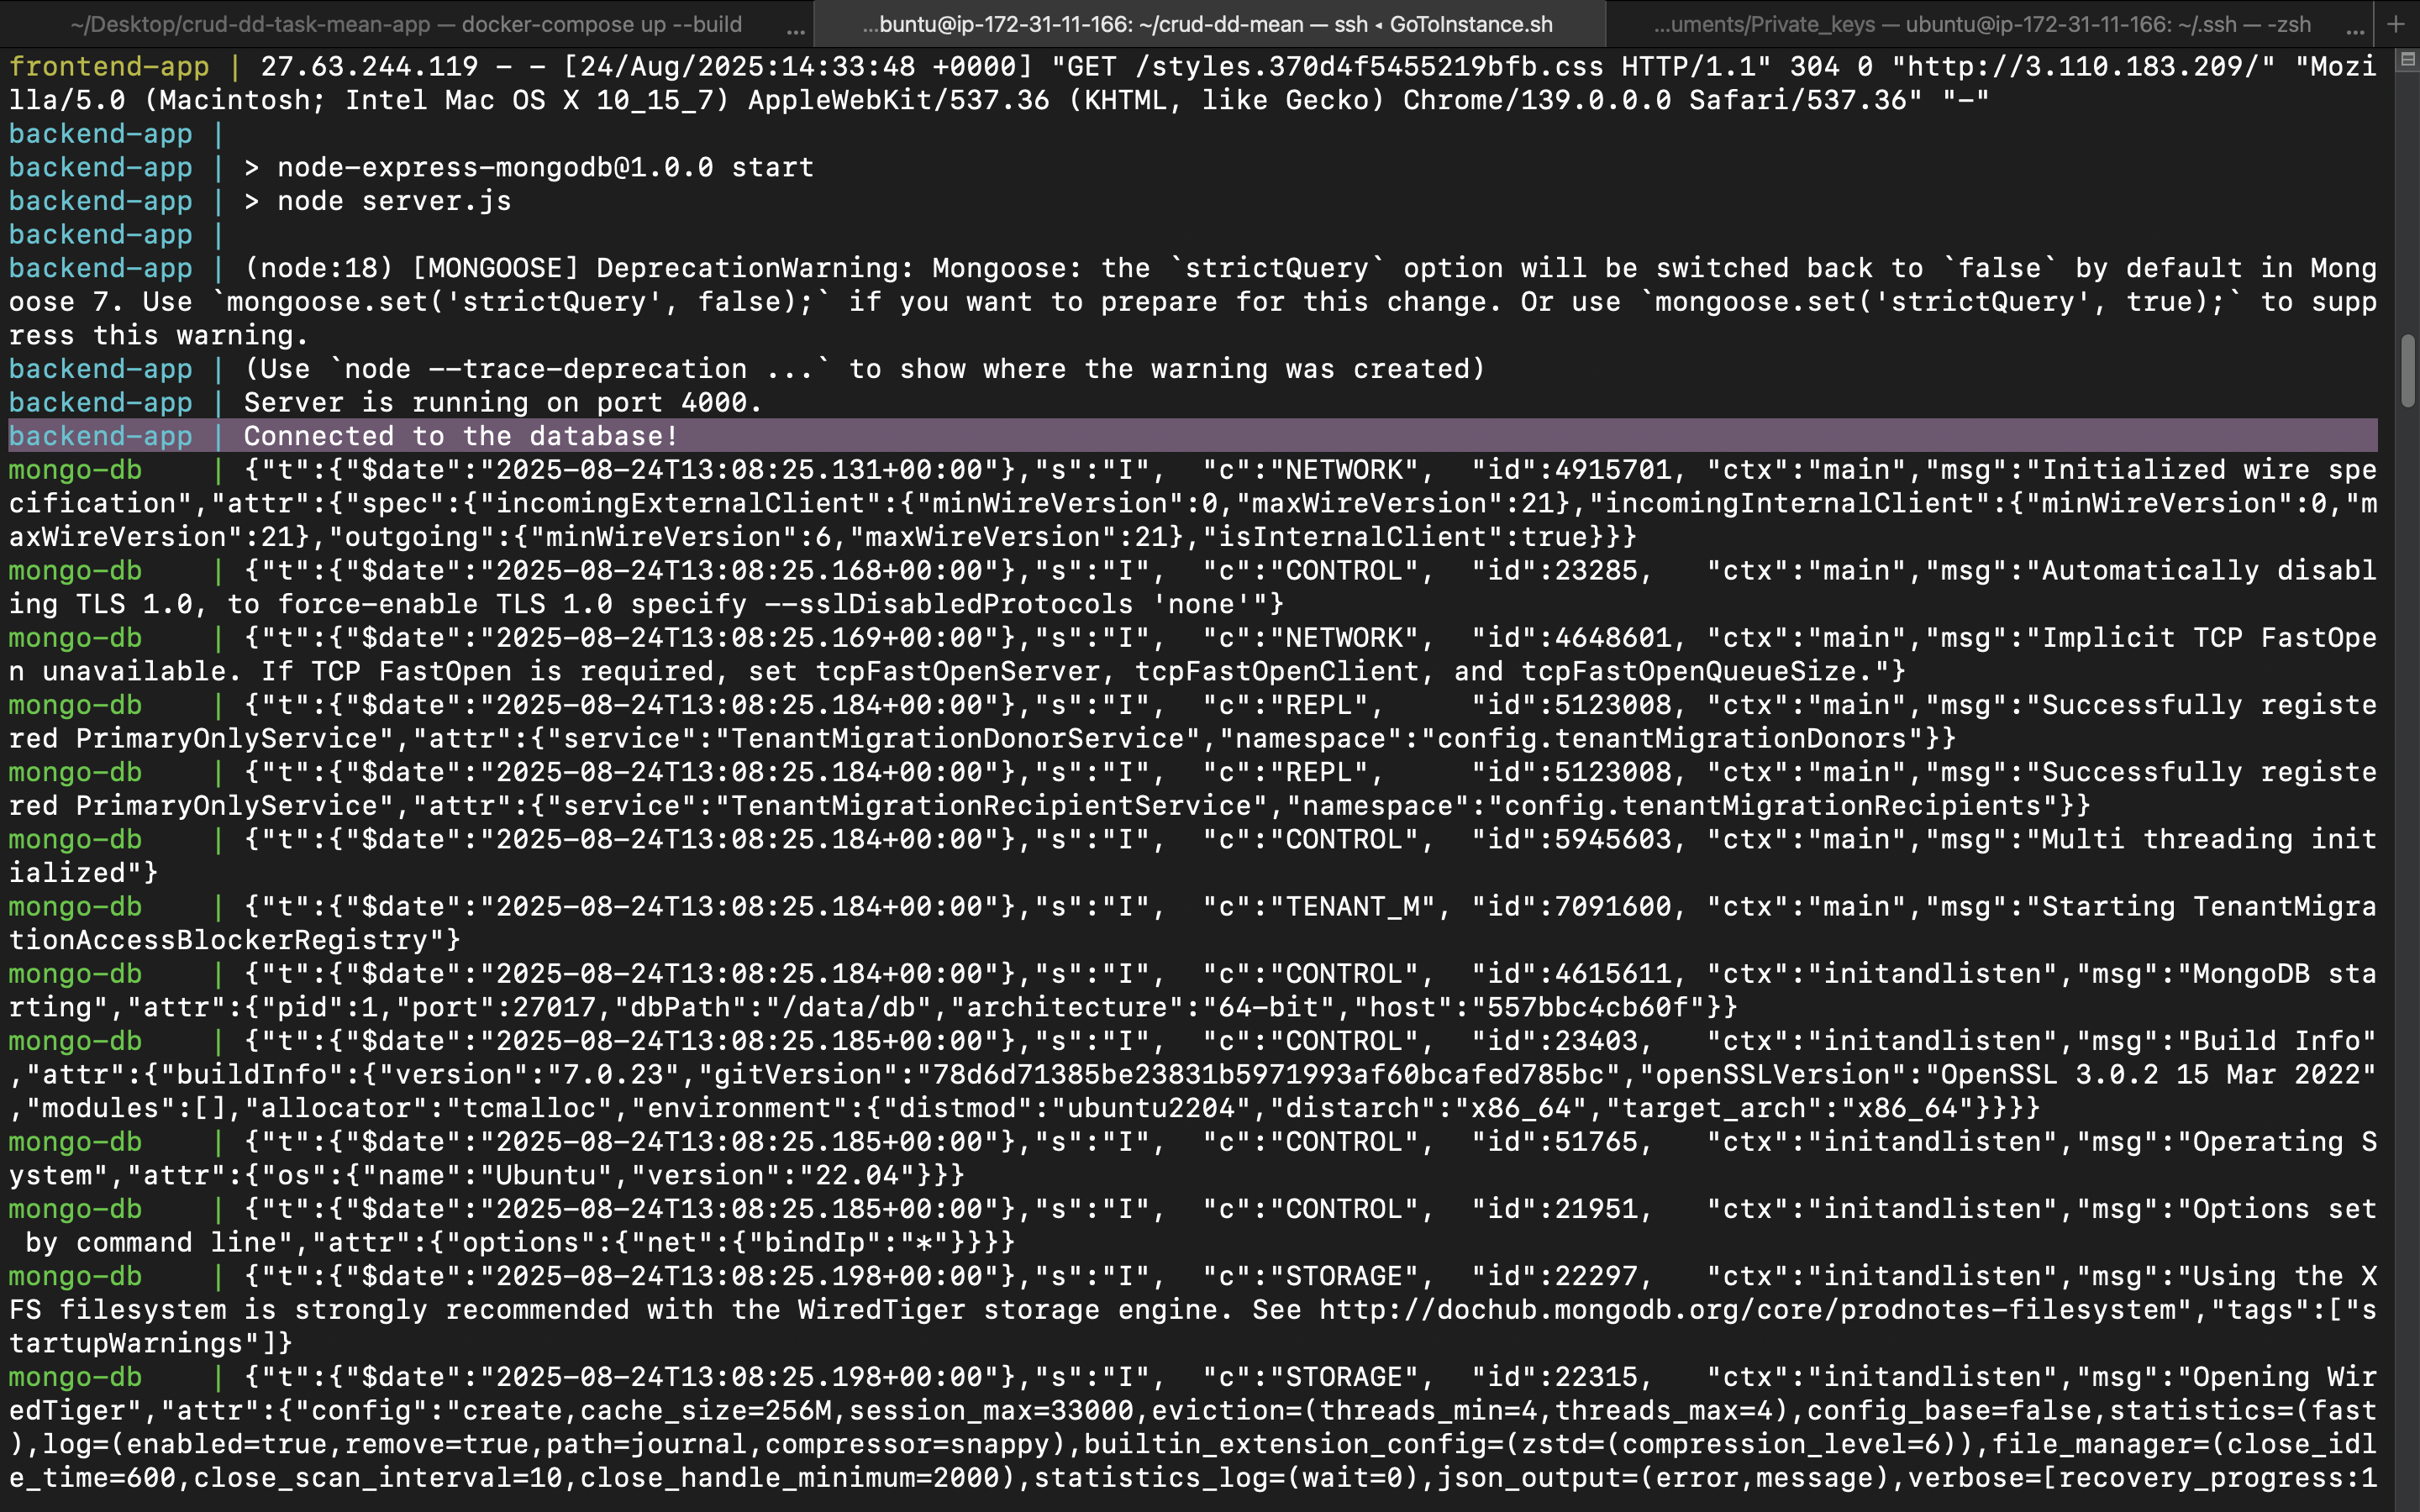 ~/Desktop/crud-dd-task-mean-app — docker-compose up --build ...
...buntu@ip-172-31-11-166: ~/crud-dd-mean — ssh ◂ GoToInstance.sh
...uments/Private_keys — ubuntu@ip-172-31-11-166: ~/.ssh — -zsh ... +
frontend-app | 27.63.244.119 - - [24/Aug/2025:14:33:48 +0000] "GET /styles.370d4f5455219bfb.css HTTP/1.1" 304 0 "http://3.110.183.209/" "Mozi
lla/5.0 (Macintosh; Intel Mac OS X 10_15_7) AppleWebKit/537.36 (KHTML, like Gecko) Chrome/139.0.0.0 Safari/537.36" "-"
backend-app |
backend-app | > node-express-mongodb@1.0.0 start
backend-app | > node server.js
backend-app |
backend-app | (node:18) [MONGOOSE] DeprecationWarning: Mongoose: the `strictQuery` option will be switched back to `false` by default in Mong
oose 7. Use `mongoose.set('strictQuery', false);` if you want to prepare for this change. Or use `mongoose.set('strictQuery', true);` to supp
ress this warning.
backend-app | (Use `node --trace-deprecation ...` to show where the warning was created)
backend-app | Server is running on port 4000.
backend-app | Connected to the database!
mongo-db    | {"t":{"$date":"2025-08-24T13:08:25.131+00:00"},"s":"I",  "c":"NETWORK",  "id":4915701, "ctx":"main","msg":"Initialized wire spe
cification","attr":{"spec":{"incomingExternalClient":{"minWireVersion":0,"maxWireVersion":21},"incomingInternalClient":{"minWireVersion":0,"m
axWireVersion":21},"outgoing":{"minWireVersion":6,"maxWireVersion":21},"isInternalClient":true}}}
mongo-db    | {"t":{"$date":"2025-08-24T13:08:25.168+00:00"},"s":"I",  "c":"CONTROL",  "id":23285,   "ctx":"main","msg":"Automatically disabl
ing TLS 1.0, to force-enable TLS 1.0 specify --sslDisabledProtocols 'none'"}
mongo-db    | {"t":{"$date":"2025-08-24T13:08:25.169+00:00"},"s":"I",  "c":"NETWORK",  "id":4648601, "ctx":"main","msg":"Implicit TCP FastOpe
n unavailable. If TCP FastOpen is required, set tcpFastOpenServer, tcpFastOpenClient, and tcpFastOpenQueueSize."}
mongo-db    | {"t":{"$date":"2025-08-24T13:08:25.184+00:00"},"s":"I",  "c":"REPL",     "id":5123008, "ctx":"main","msg":"Successfully registe
red PrimaryOnlyService","attr":{"service":"TenantMigrationDonorService","namespace":"config.tenantMigrationDonors"}}
mongo-db    | {"t":{"$date":"2025-08-24T13:08:25.184+00:00"},"s":"I",  "c":"REPL",     "id":5123008, "ctx":"main","msg":"Successfully registe
red PrimaryOnlyService","attr":{"service":"TenantMigrationRecipientService","namespace":"config.tenantMigrationRecipients"}}
mongo-db    | {"t":{"$date":"2025-08-24T13:08:25.184+00:00"},"s":"I",  "c":"CONTROL",  "id":5945603, "ctx":"main","msg":"Multi threading init
ialized"}
mongo-db    | {"t":{"$date":"2025-08-24T13:08:25.184+00:00"},"s":"I",  "c":"TENANT_M", "id":7091600, "ctx":"main","msg":"Starting TenantMigra
tionAccessBlockerRegistry"}
mongo-db    | {"t":{"$date":"2025-08-24T13:08:25.184+00:00"},"s":"I",  "c":"CONTROL",  "id":4615611, "ctx":"initandlisten","msg":"MongoDB sta
rting","attr":{"pid":1,"port":27017,"dbPath":"/data/db","architecture":"64-bit","host":"557bbc4cb60f"}}
mongo-db    | {"t":{"$date":"2025-08-24T13:08:25.185+00:00"},"s":"I",  "c":"CONTROL",  "id":23403,   "ctx":"initandlisten","msg":"Build Info"
,"attr":{"buildInfo":{"version":"7.0.23","gitVersion":"78d6d71385be23831b5971993af60bcafed785bc","openSSLVersion":"OpenSSL 3.0.2 15 Mar 2022"
,"modules":[],"allocator":"tcmalloc","environment":{"distmod":"ubuntu2204","distarch":"x86_64","target_arch":"x86_64"}}}}
mongo-db    | {"t":{"$date":"2025-08-24T13:08:25.185+00:00"},"s":"I",  "c":"CONTROL",  "id":51765,   "ctx":"initandlisten","msg":"Operating S
ystem","attr":{"os":{"name":"Ubuntu","version":"22.04"}}}
mongo-db    | {"t":{"$date":"2025-08-24T13:08:25.185+00:00"},"s":"I",  "c":"CONTROL",  "id":21951,   "ctx":"initandlisten","msg":"Options set
 by command line","attr":{"options":{"net":{"bindIp":"*"}}}}
mongo-db    | {"t":{"$date":"2025-08-24T13:08:25.198+00:00"},"s":"I",  "c":"STORAGE",  "id":22297,   "ctx":"initandlisten","msg":"Using the X
FS filesystem is strongly recommended with the WiredTiger storage engine. See http://dochub.mongodb.org/core/prodnotes-filesystem","tags":["s
tartupWarnings"]}
mongo-db    | {"t":{"$date":"2025-08-24T13:08:25.198+00:00"},"s":"I",  "c":"STORAGE",  "id":22315,   "ctx":"initandlisten","msg":"Opening Wir
edTiger","attr":{"config":"create,cache_size=256M,session_max=33000,eviction=(threads_min=4,threads_max=4),config_base=false,statistics=(fast
),log=(enabled=true,remove=true,path=journal,compressor=snappy),builtin_extension_config=(zstd=(compression_level=6)),file_manager=(close_idl
e_time=600,close_scan_interval=10,close_handle_minimum=2000),statistics_log=(wait=0),json_output=(error,message),verbose=[recovery_progress:1